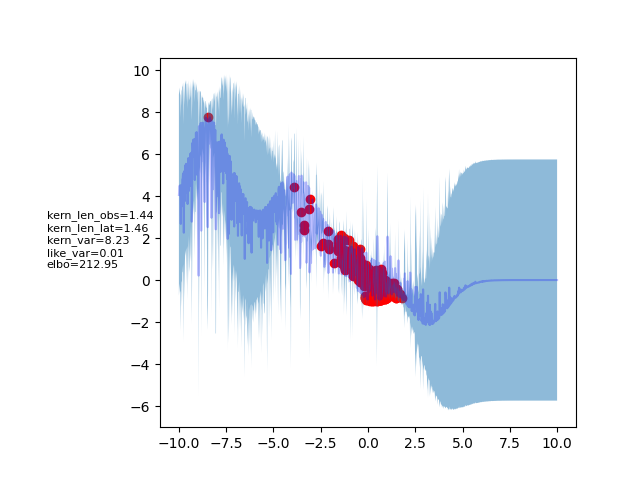 10
8
6
4
2
0
−2
−4
−6
kern_len_obs=1.44
kern_len_lat=1.46
kern_var=8.23
like_var=0.01
elbo=212.95
−10.0 −7.5 −5.0 −2.5 0.0 2.5 5.0 7.5 10.0